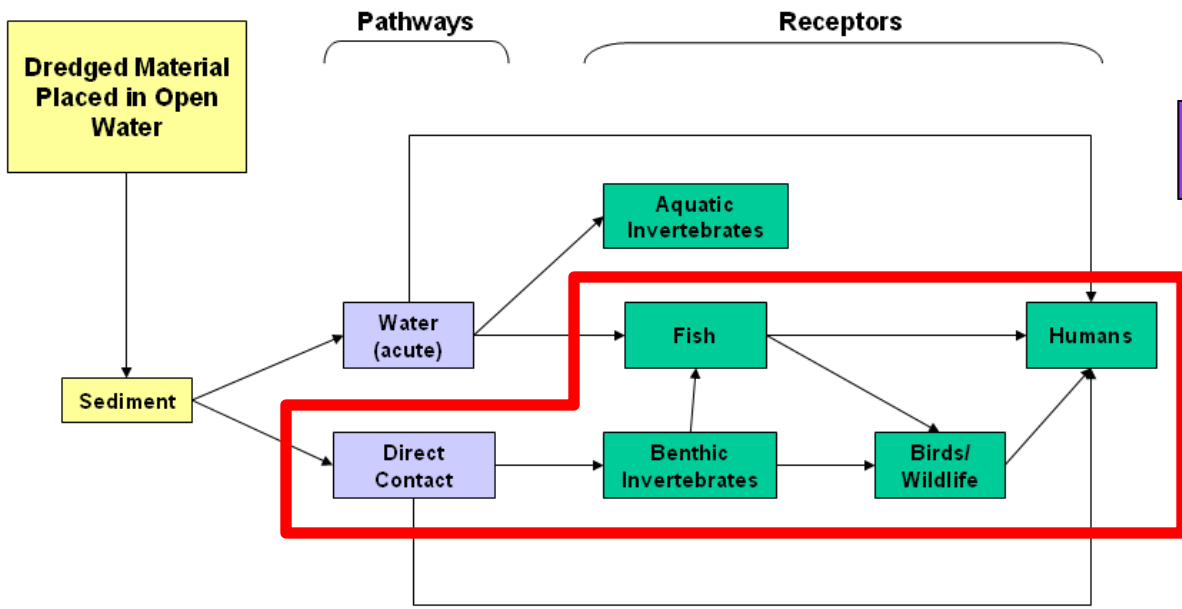 Pathways
Receptors
Dredged Material
Placed in Open
Water
Aquatic
Invertebrates
Water
(acute)
Fish
Humans
Sediment
Direct
Contact
Benthic
Invertebrates
Birds/
Wildlife